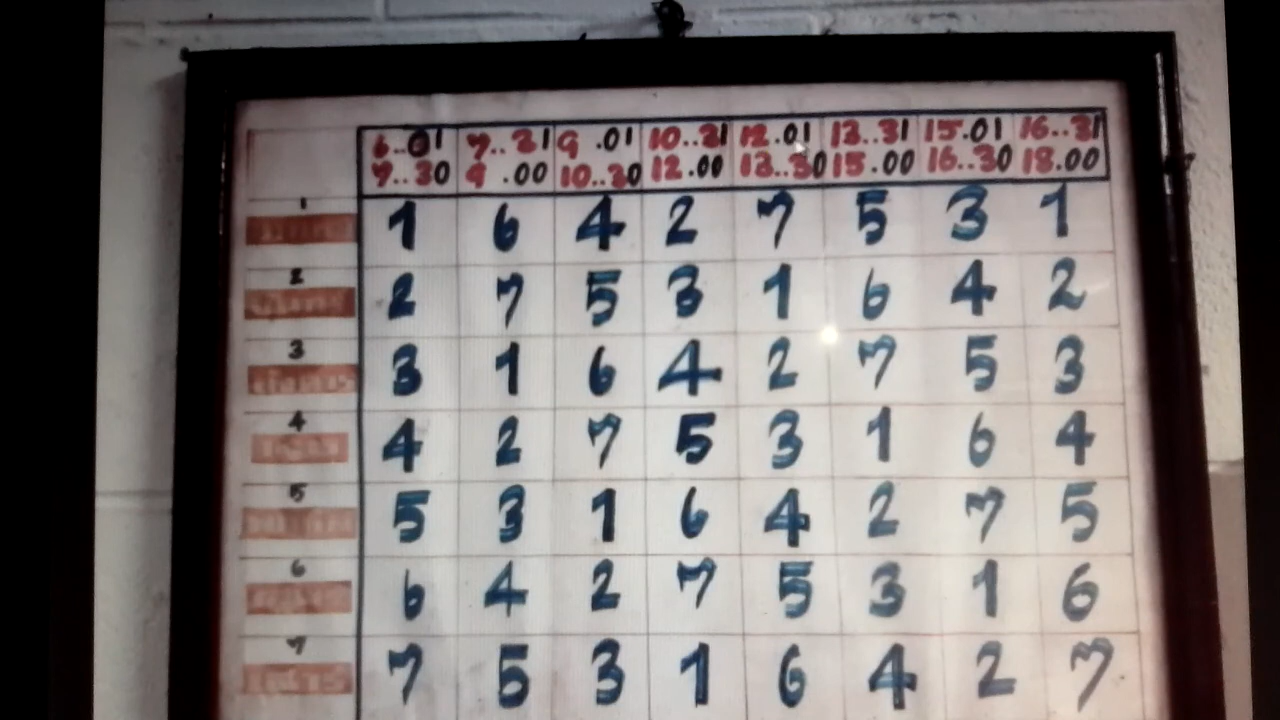 6..01 7..31 9 .01 10..31 12.01 13..31 15.01 16..31
7..30 9 .00 10..30 12.00 13..30 15.00 16..30 18.00
1 1 6 4 2 7 5 3 1
2 2 7 5 3 1 6 4 2
3 3 1 6 4 2 7 5 3
4 4 2 7 5 3 1 6 4
5 5 3 1 6 4 2 7 5
6 6 4 2 7 5 3 1 6
7 7 5 3 1 6 4 2 7